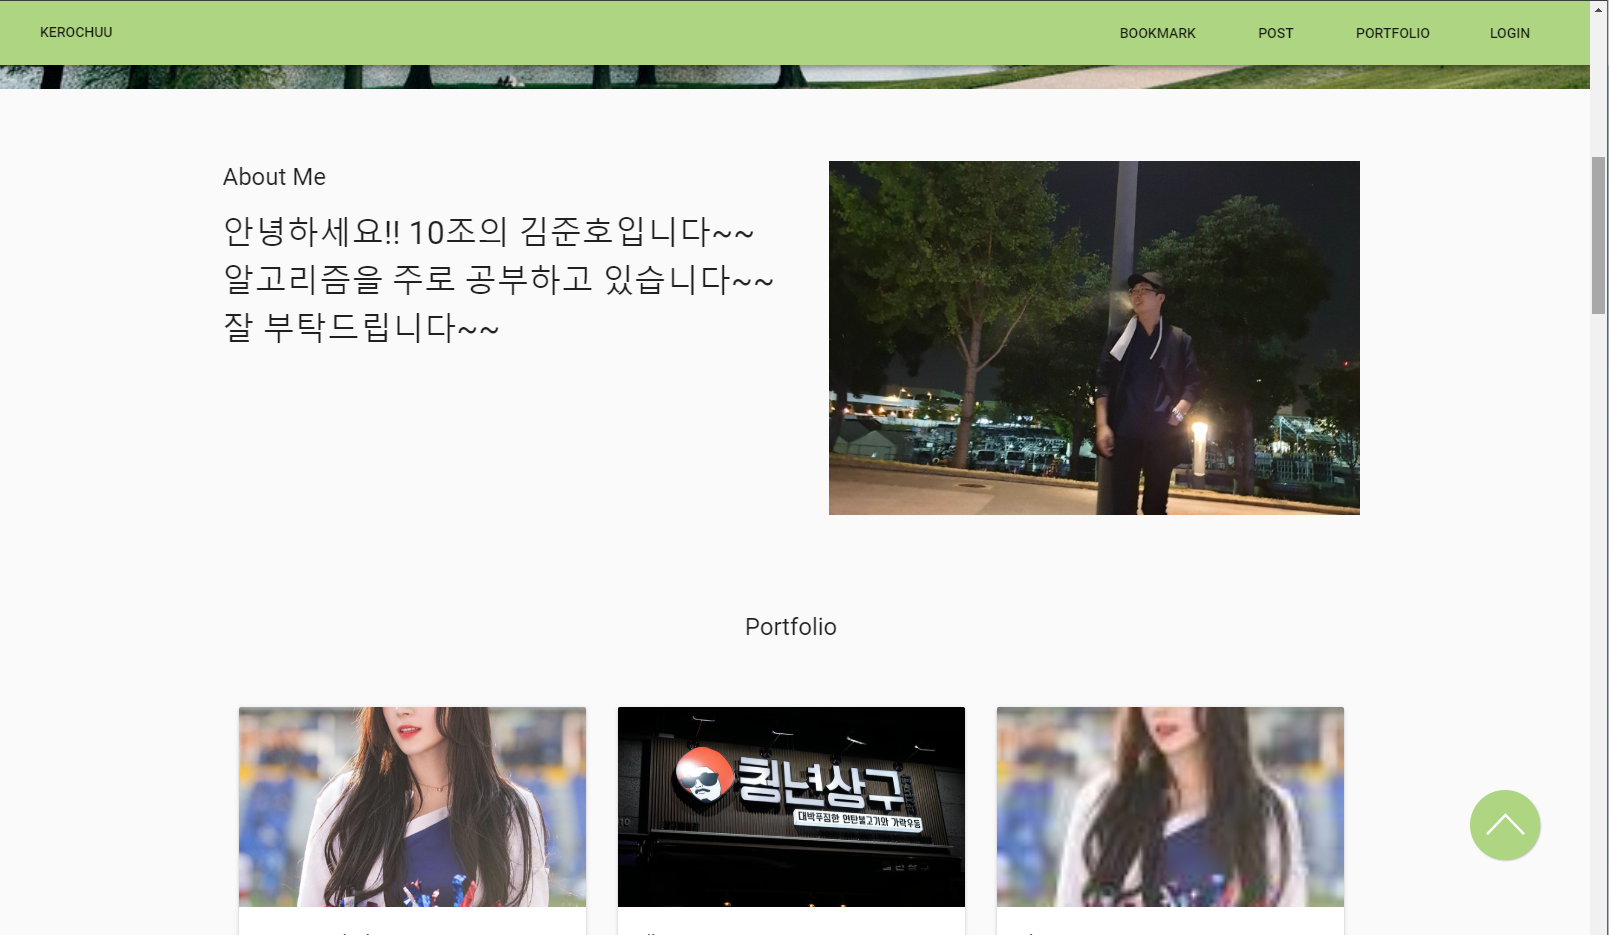 KEROCHUU
BOOKMARK
POST
PORTFOLIO
LOGIN
About Me
안녕하세요!! 10조의 김준호입니다~~
알고리즘을 주로 공부하고 있습니다~~
잘 부탁드립니다~~
Portfolio
킹년상구
대박푸짐한 연탄불고기와 가락우동